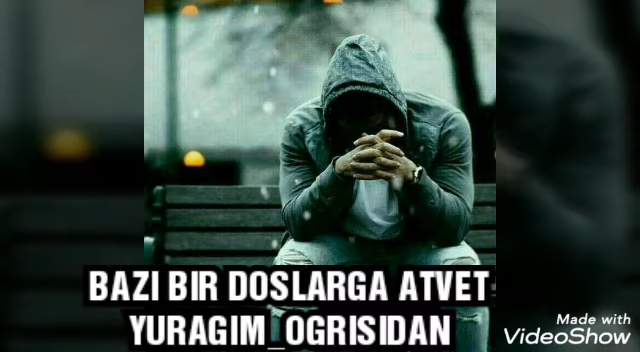 BAZI BIR DOSLARGA ATVET
YURAGIM_OGRISIDAN
Made with
VideoShow